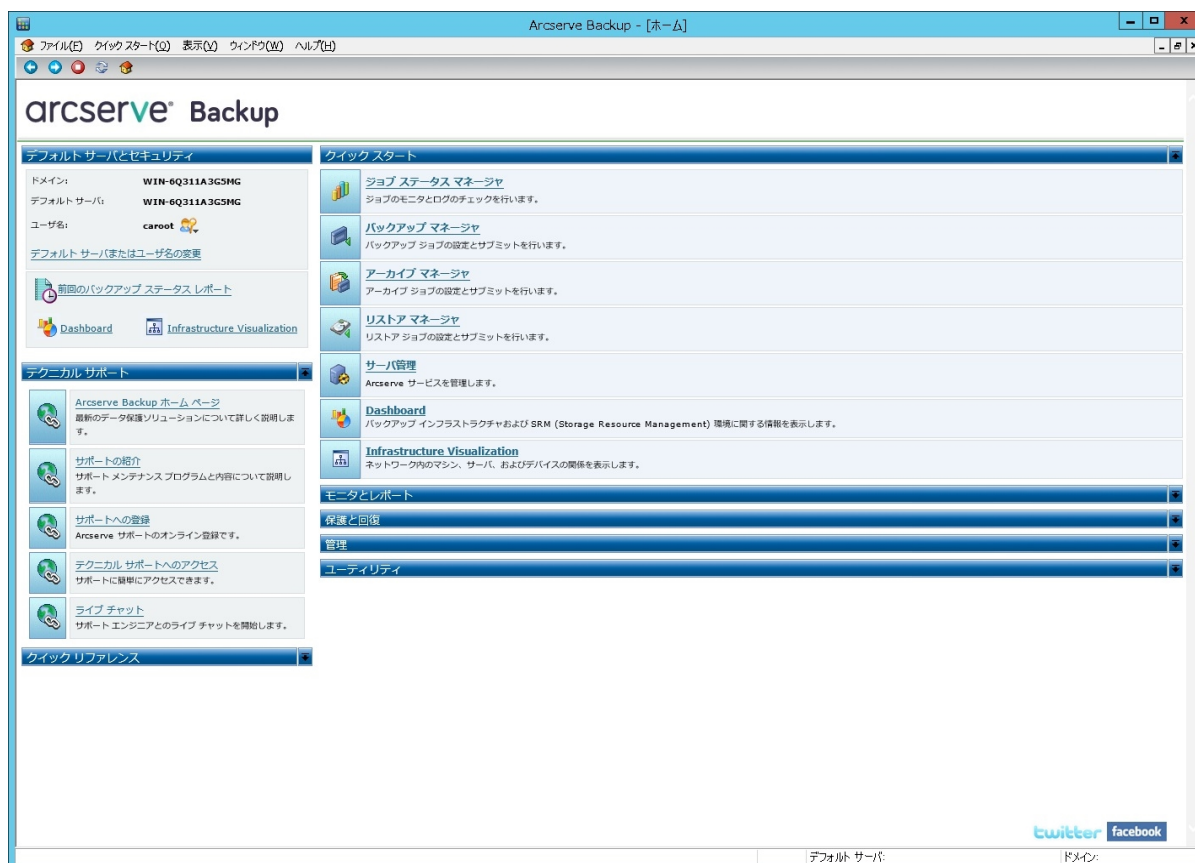 Arcserve Backup - [ホーム]
ファイル(F) クイック スタート(Q) 表示(V) ウィンドウ(W) ヘルプ(H)
arcserve® Backup
デフォルト サーバとセキュリティ
ドメイン: WIN-6Q311A3G5MG
デフォルト サーバ: WIN-6Q311A3G5MG
ユーザ名: caroot
デフォルト サーバまたはユーザ名の変更
前回のバックアップ ステータス レポート
Dashboard
Infrastructure Visualization
テクニカル サポート
Arcserve Backup ホーム ページ
最新のデータ保護ソリューションについて詳しく説明しま
す。
サポートの紹介
サポート メンテナンス プログラムと内容について説明し
ます。
サポートへの登録
Arcserve サポートのオンライン登録です。
テクニカル サポートへのアクセス
サポートに簡単にアクセスできます。
ライブ チャット
サポート エンジニアとのライブ チャットを開始します。
クイック リファレンス
クイック スタート
ジョブ ステータス マネージャ
ジョブのモニタとログのチェックを行います。
バックアップ マネージャ
バックアップ ジョブの設定とサブミットを行います。
アーカイブ マネージャ
アーカイブ ジョブの設定とサブミットを行います。
リストア マネージャ
リストア ジョブの設定とサブミットを行います。
サーバ管理
Arcserve サービスを管理します。
Dashboard
バックアップ インフラストラクチャおよび SRM (Storage Resource Management) 環境に関する情報を表示します。
Infrastructure Visualization
ネットワーク内のマシン、サーバ、およびデバイスの関係を表示します。
モニタとレポート
保護と回復
管理
ユーティリティ
twitter
facebook
デフォルト サーバ:
ドメイン: